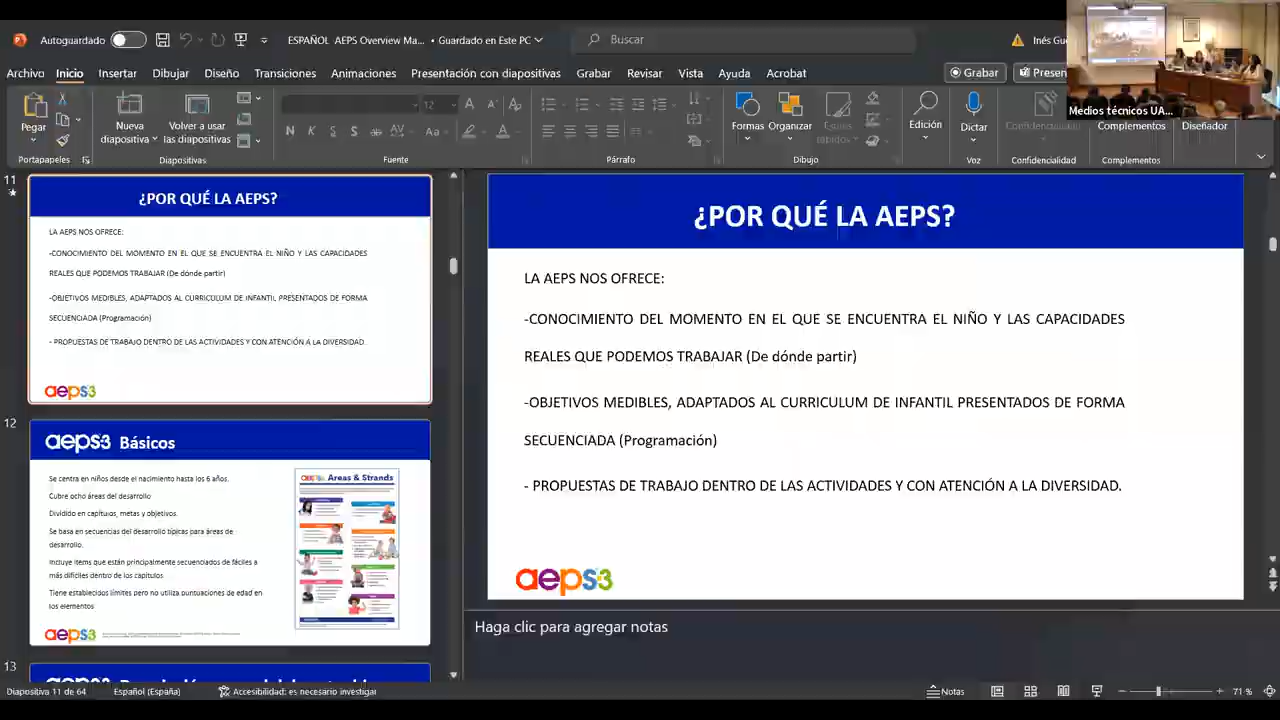 Autoguardado
ESPAÑOL AEPS Overview Ma... • Guardado en Este PC
Buscar
Inés Gu
Archivo Inicio Insertar Dibujar Diseño Transiciones Animaciones Presentación con diapositivas Grabar Revisar Vista Ayuda Acrobat
Grabar
Presen
Medios técnicos UA...
12
Pegar
Nueva diapositiva
Volver a usar las diapositivas
N K S S ab AV Aa A
Formas Organizar Estilos rápidos
Edición
Dictar
Confidencialidad
Complementos
Diseñador
Portapapeles Diapositivas Fuente Párrafo Dibujo Voz Confidencialidad Complementos
11
¿POR QUÉ LA AEPS?
LA AEPS NOS OFRECE:
-CONOCIMIENTO DEL MOMENTO EN EL QUE SE ENCUENTRA EL NIÑO Y LAS CAPACIDADES
REALES QUE PODEMOS TRABAJAR (De dónde partir)
-OBJETIVOS MEDIBLES, ADAPTADOS AL CURRICULUM DE INFANTIL PRESENTADOS DE FORMA
SECUENCIADA (Programación)
- PROPUESTAS DE TRABAJO DENTRO DE LAS ACTIVIDADES Y CON ATENCIÓN A LA DIVERSIDAD.
aeps3
12
aeps3 Básicos
Se centra en niños desde el nacimiento hasta los 6 años.
Cubre ocho áreas del desarrollo
Dividido en capítulos, metas y objetivos.
Se basa en secuencias del desarrollo típicas para áreas de
desarrollo.
Incluye ítems que están principalmente secuenciados de fáciles a
más difíciles dentro de los capítulos
Tiene establecidos límites pero no utiliza puntuaciones de edad en
los elementos
Areas & Strands
aeps3
13
¿POR QUÉ LA AEPS?
LA AEPS NOS OFRECE:
-CONOCIMIENTO DEL MOMENTO EN EL QUE SE ENCUENTRA EL NIÑO Y LAS CAPACIDADES
REALES QUE PODEMOS TRABAJAR (De dónde partir)
-OBJETIVOS MEDIBLES, ADAPTADOS AL CURRICULUM DE INFANTIL PRESENTADOS DE FORMA
SECUENCIADA (Programación)
- PROPUESTAS DE TRABAJO DENTRO DE LAS ACTIVIDADES Y CON ATENCIÓN A LA DIVERSIDAD.
aeps3
Haga clic para agregar notas
Diapositiva 11 de 64 Español (España) Accesibilidad: es necesario investigar
Notas
71 %